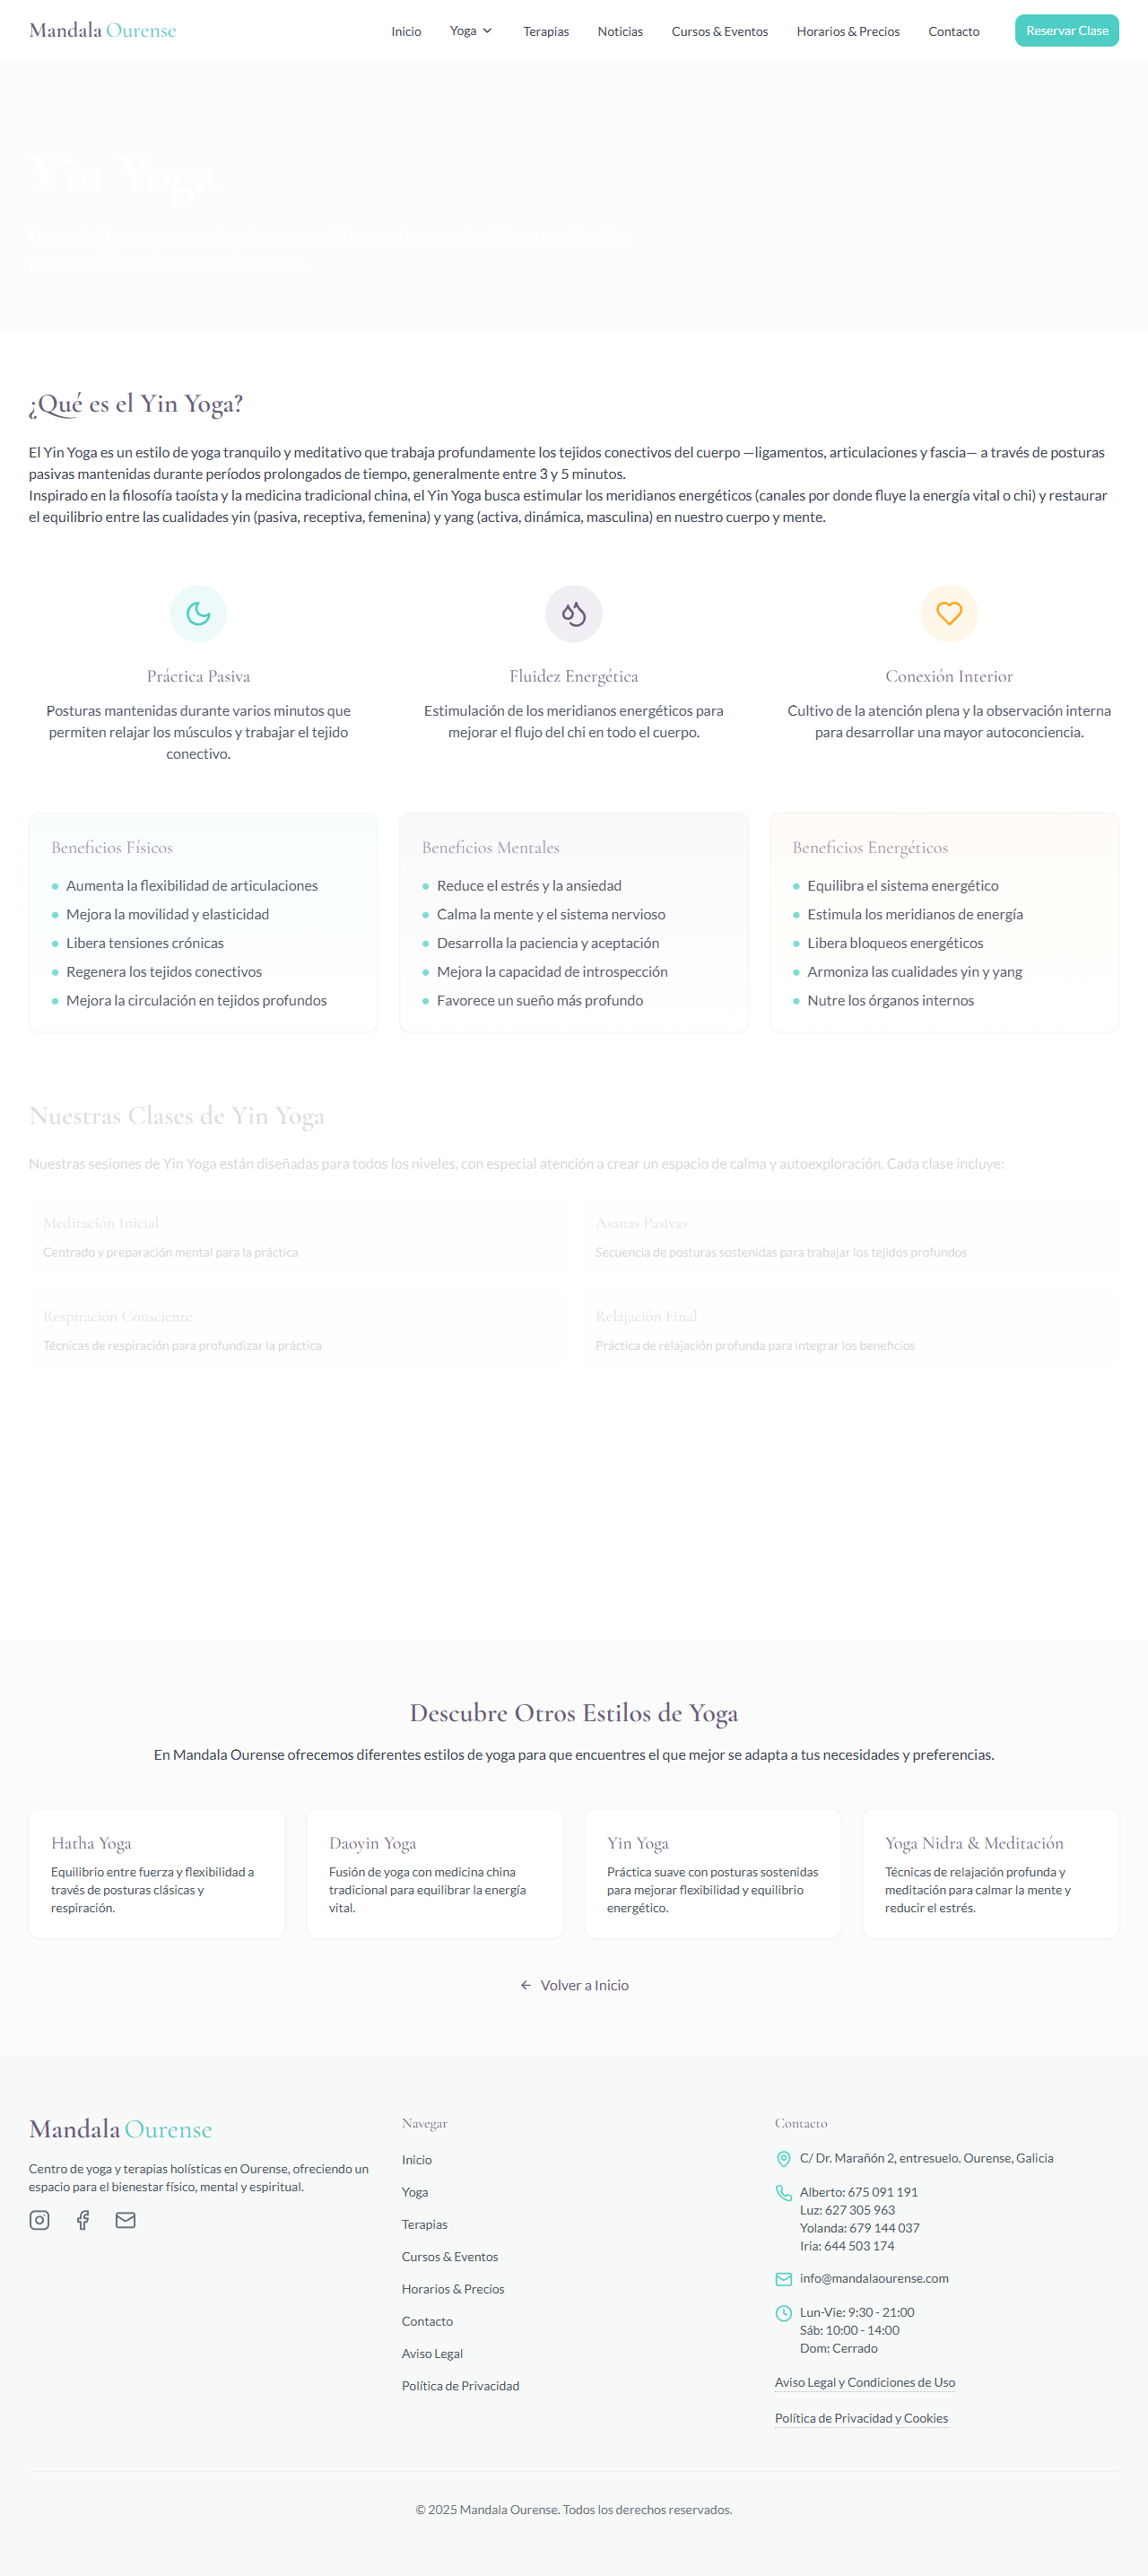 Mandala Ourense
Inicio
Yoga
Terapias
Noticias
Cursos & Eventos
Horarios & Precios
Contacto
Reservar Clase
Yin Yoga
¿Qué es el Yin Yoga?
El Yin Yoga es un estilo de yoga tranquilo y meditativo que trabaja profundamente los tejidos conectivos del cuerpo —ligamentos, articulaciones y fascia— a través de posturas
pasivas mantenidas durante períodos prolongados de tiempo, generalmente entre 3 y 5 minutos.
Inspirado en la filosofía taoísta y la medicina tradicional china, el Yin Yoga busca estimular los meridianos energéticos (canales por donde fluye la energía vital o chi) y restaurar
el equilibrio entre las cualidades yin (pasiva, receptiva, femenina) y yang (activa, dinámica, masculina) en nuestro cuerpo y mente.
Práctica Pasiva
Posturas mantenidas durante varios minutos que
permiten relajar los músculos y trabajar el tejido
conectivo.
Fluidez Energética
Estimulación de los meridianos energéticos para
mejorar el flujo del chi en todo el cuerpo.
Conexión Interior
Cultivo de la atención plena y la observación interna
para desarrollar una mayor autoconciencia.
Beneficios Físicos
Aumenta la flexibilidad de articulaciones
Mejora la movilidad y elasticidad
Libera tensiones crónicas
Regenera los tejidos conectivos
Mejora la circulación en tejidos profundos
Beneficios Mentales
Reduce el estrés y la ansiedad
Calma la mente y el sistema nervioso
Desarrolla la paciencia y aceptación
Mejora la capacidad de introspección
Favorece un sueño más profundo
Beneficios Energéticos
Equilibra el sistema energético
Estimula los meridianos de energía
Libera bloqueos energéticos
Armoniza las cualidades yin y yang
Nutre los órganos internos
Nuestras Clases de Yin Yoga
Nuestras sesiones de Yin Yoga están diseñadas para todos los niveles, con especial atención a crear un espacio de calma y autoexploración. Cada clase incluye:
Meditación Inicial
Centrado y preparación mental para la práctica
Asanas Pasivas
Secuencia de posturas sostenidas para trabajar los tejidos profundos
Respiración Consciente
Técnicas de respiración para profundizar la práctica
Relajación Final
Práctica de relajación profunda para integrar los beneficios
Descubre Otros Estilos de Yoga
En Mandala Ourense ofrecemos diferentes estilos de yoga para que encuentres el que mejor se adapta a tus necesidades y preferencias.
Hatha Yoga
Equilibrio entre fuerza y flexibilidad a
través de posturas clásicas y
respiración.
Daoyin Yoga
Fusión de yoga con medicina china
tradicional para equilibrar la energía
vital.
Yin Yoga
Práctica suave con posturas sostenidas
para mejorar flexibilidad y equilibrio
energético.
Yoga Nidra & Meditación
Técnicas de relajación profunda y
meditación para calmar la mente y
reducir el estrés.
Volver a Inicio
Mandala Ourense
Centro de yoga y terapias holísticas en Ourense, ofreciendo un
espacio para el bienestar físico, mental y espiritual.
Navegar
Inicio
Yoga
Terapias
Cursos & Eventos
Horarios & Precios
Contacto
Aviso Legal
Política de Privacidad
Contacto
C/ Dr. Marañón 2, entresuelo. Ourense, Galicia
Alberto: 675 091 191
Luz: 627 305 963
Yolanda: 679 144 037
Iria: 644 503 174
info@mandalaourense.com
Lun-Vie: 9:30 - 21:00
Sáb: 10:00 - 14:00
Dom: Cerrado
Aviso Legal y Condiciones de Uso
Política de Privacidad y Cookies
© 2025 Mandala Ourense. Todos los derechos reservados.